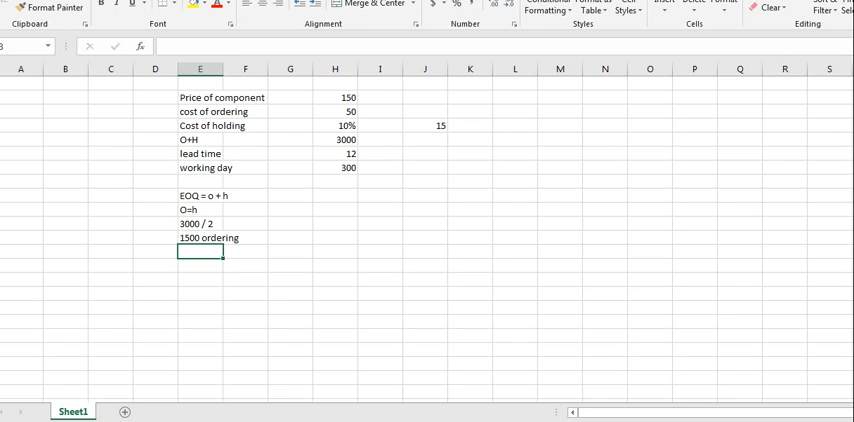 Format Painter
Merge & Center
$ % ,
Formatting Table Styles
Clear
Filter
Clipboard Font Alignment Number Styles Cells Editing
fx
A B C D E F G H I J K L M N O P Q R S
Price of component 150
cost of ordering 50
Cost of holding 10% 15
O+H 3000
lead time 12
working day 300
EOQ = o + h
O=h
3000 / 2
1500 ordering
Sheet1